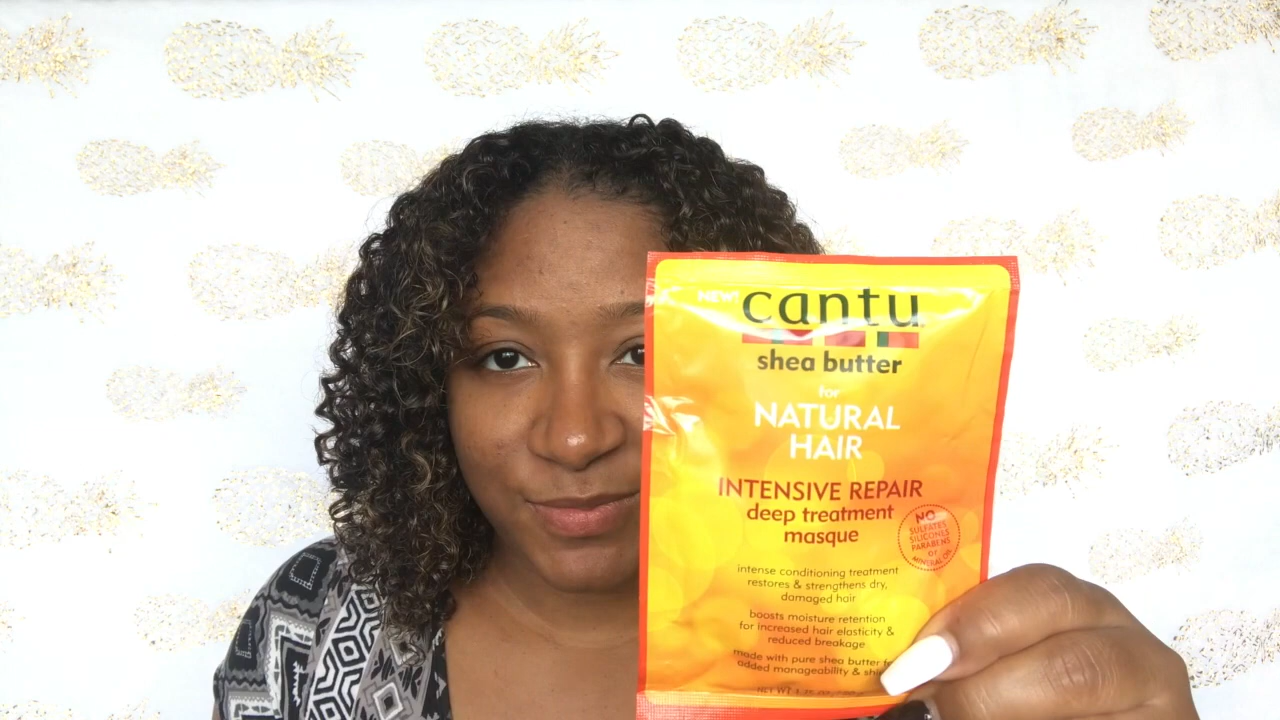 NEW!
cantu
shea butter
for
NATURAL
HAIR
INTENSIVE REPAIR
deep treatment
masque
NO
SULFATES
SILICONES
PARABENS
or
MINERAL OIL
intense conditioning treatment
restores & strengthens dry,
damaged hair
boosts moisture retention
for increased hair elasticity &
reduced breakage
made with pure shea butter
added manageability &
NET WT